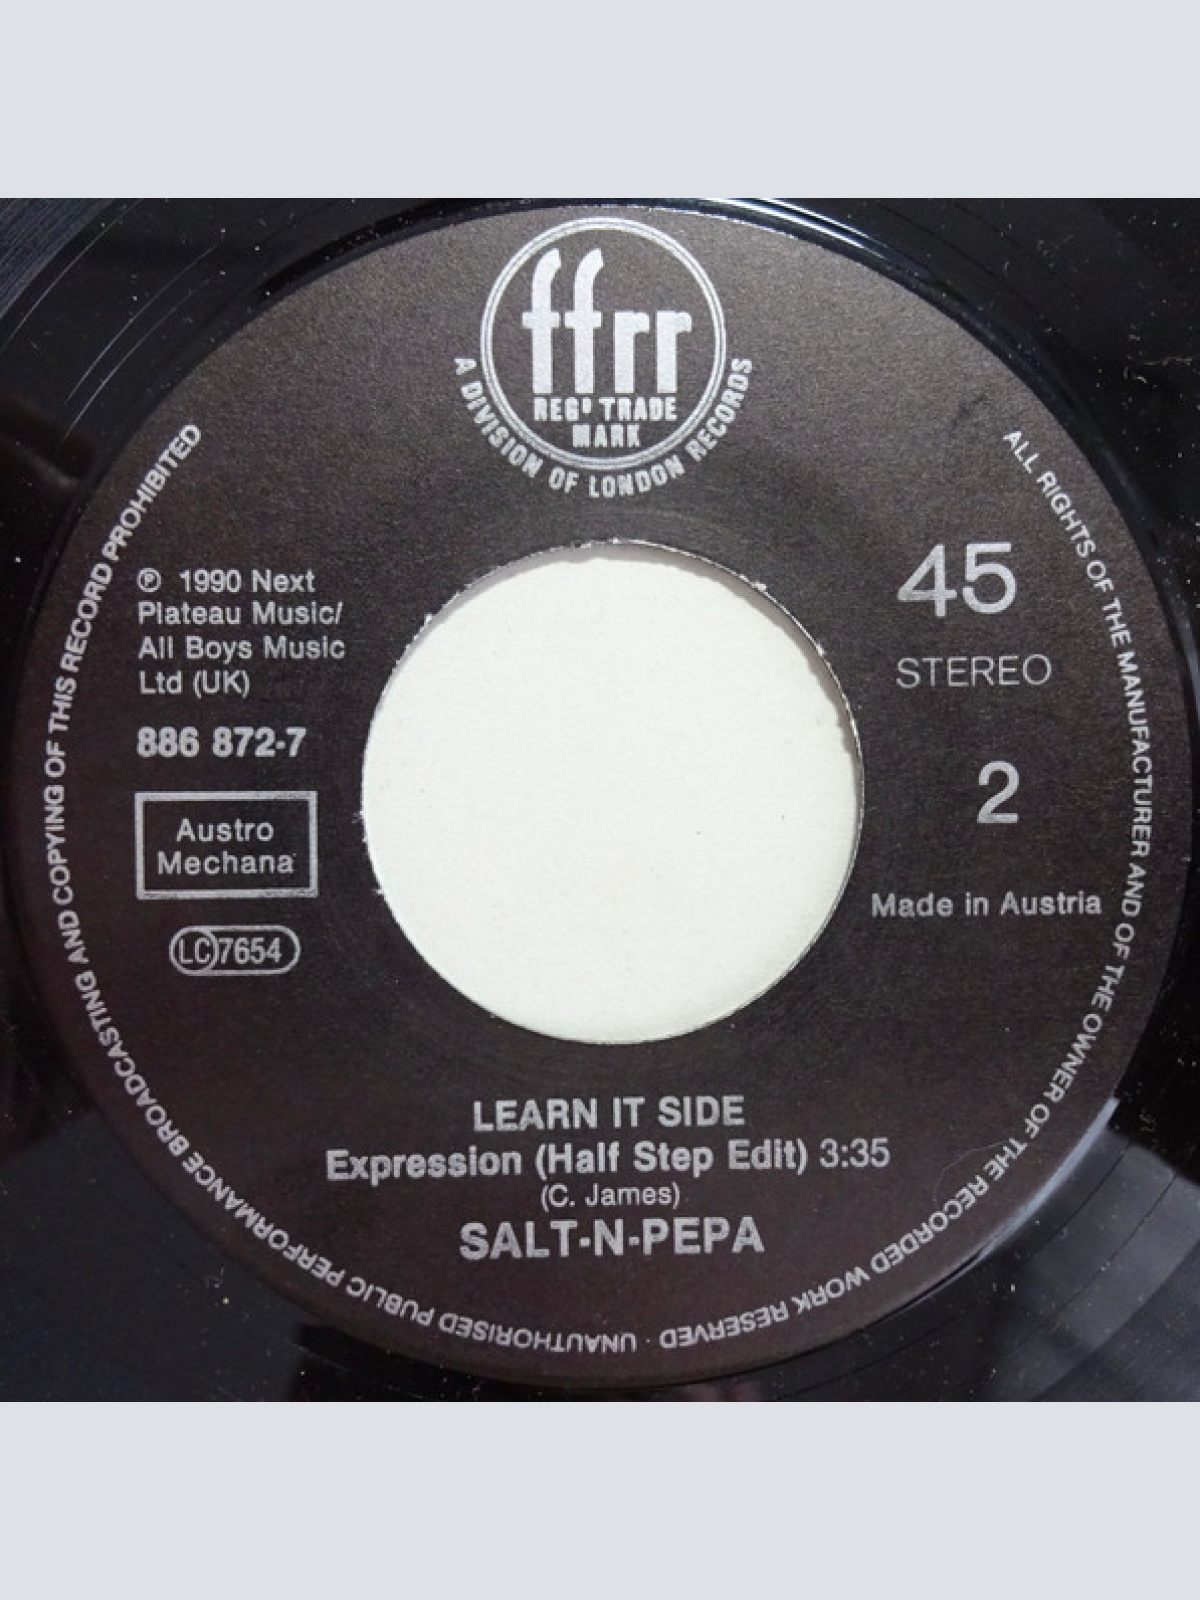 ffrr
REGD TRADE
MARK
A DIVISION OF LONDON RECORDS
℗ 1990 Next
Plateau Music/
All Boys Music
Ltd (UK)
886 872-7
Austro
Mechana
LC 7654
45
STEREO
2
Made in Austria
LEARN IT SIDE
Expression (Half Step Edit) 3:35
(C. James)
SALT-N-PEPA
ALL RIGHTS OF THE MANUFACTURER AND OF THE OWNER OF THE RECORDED WORK RESERVED · UNAUTHORISED PUBLIC PERFORMANCE BROADCASTING AND COPYING OF THIS RECORD PROHIBITED